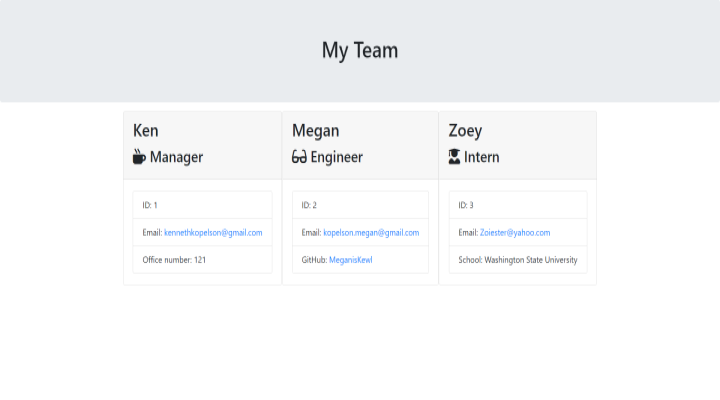 My Team
Ken
Manager
ID: 1
Email: kennethkopelson@gmail.com
Office number: 121
Megan
Engineer
ID: 2
Email: kopelson.megan@gmail.com
GitHub: MeganisKewl
Zoey
Intern
ID: 3
Email: Zoiester@yahoo.com
School: Washington State University